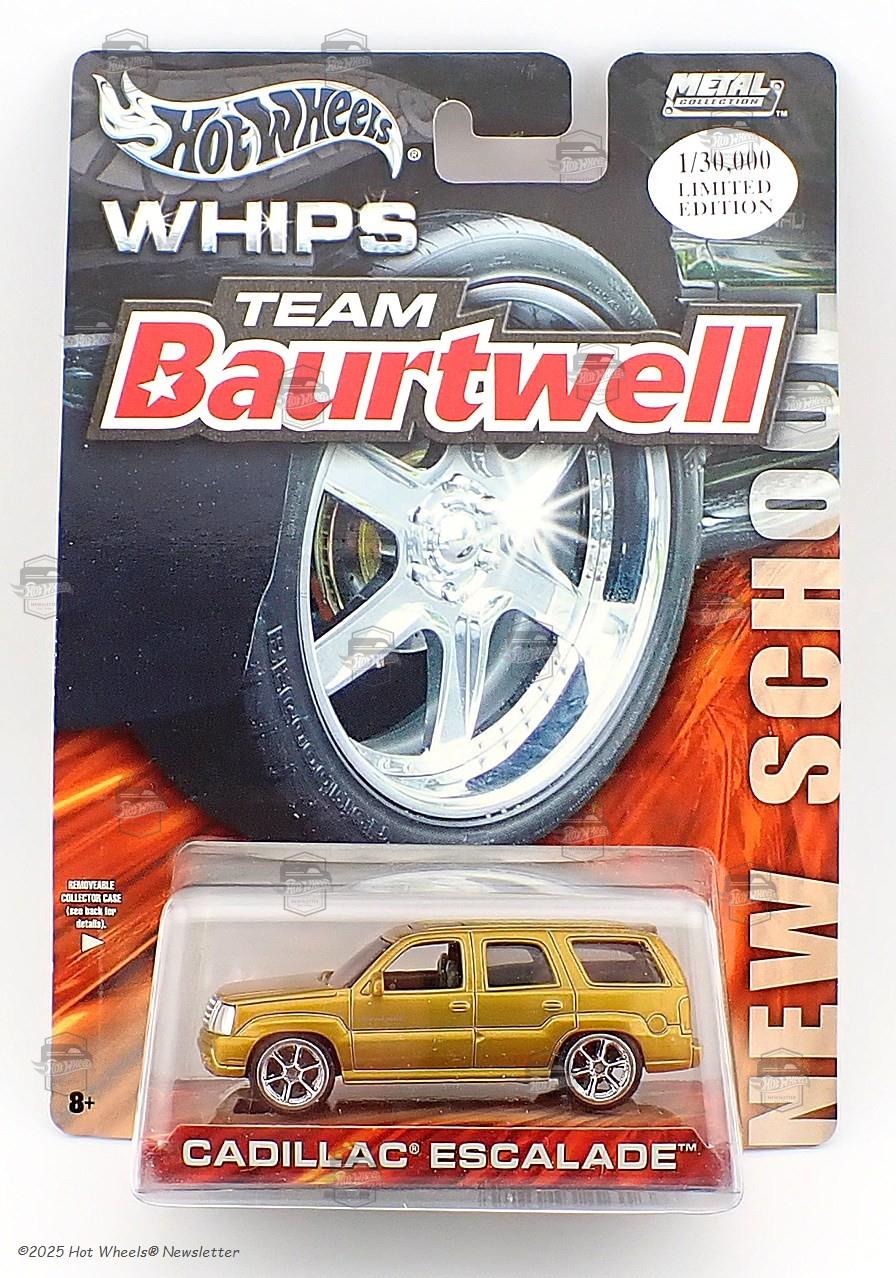 HOT WHEELS®
METAL
COLLECTION™
1/30,000
LIMITED
EDITION
WHIPS
TEAM
Baurtwell
NEW SCHOOL
REMOVEABLE
COLLECTOR CASE
(see back for
details).
8+
CADILLAC® ESCALADE™
©2025 Hot Wheels® Newsletter